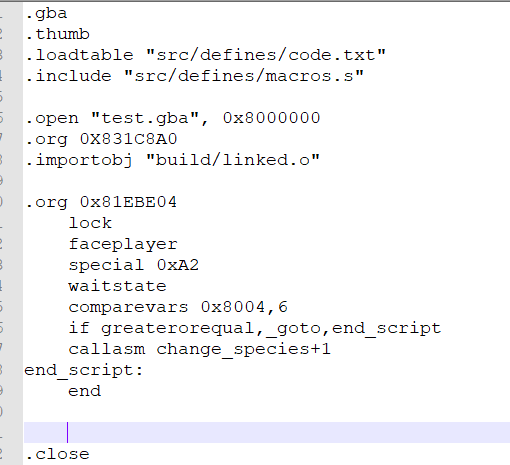 .gba
.thumb
.loadtable "src/defines/code.txt"
.include "src/defines/macros.s"
.open "test.gba", 0x8000000
.org 0X831C8A0
.importobj "build/linked.o"
.org 0x81EBE04
lock
faceplayer
special 0xA2
waitstate
comparevars 0x8004,6
if greaterorequal,_goto,end_script
callasm change_species+1
end_script:
end
.close